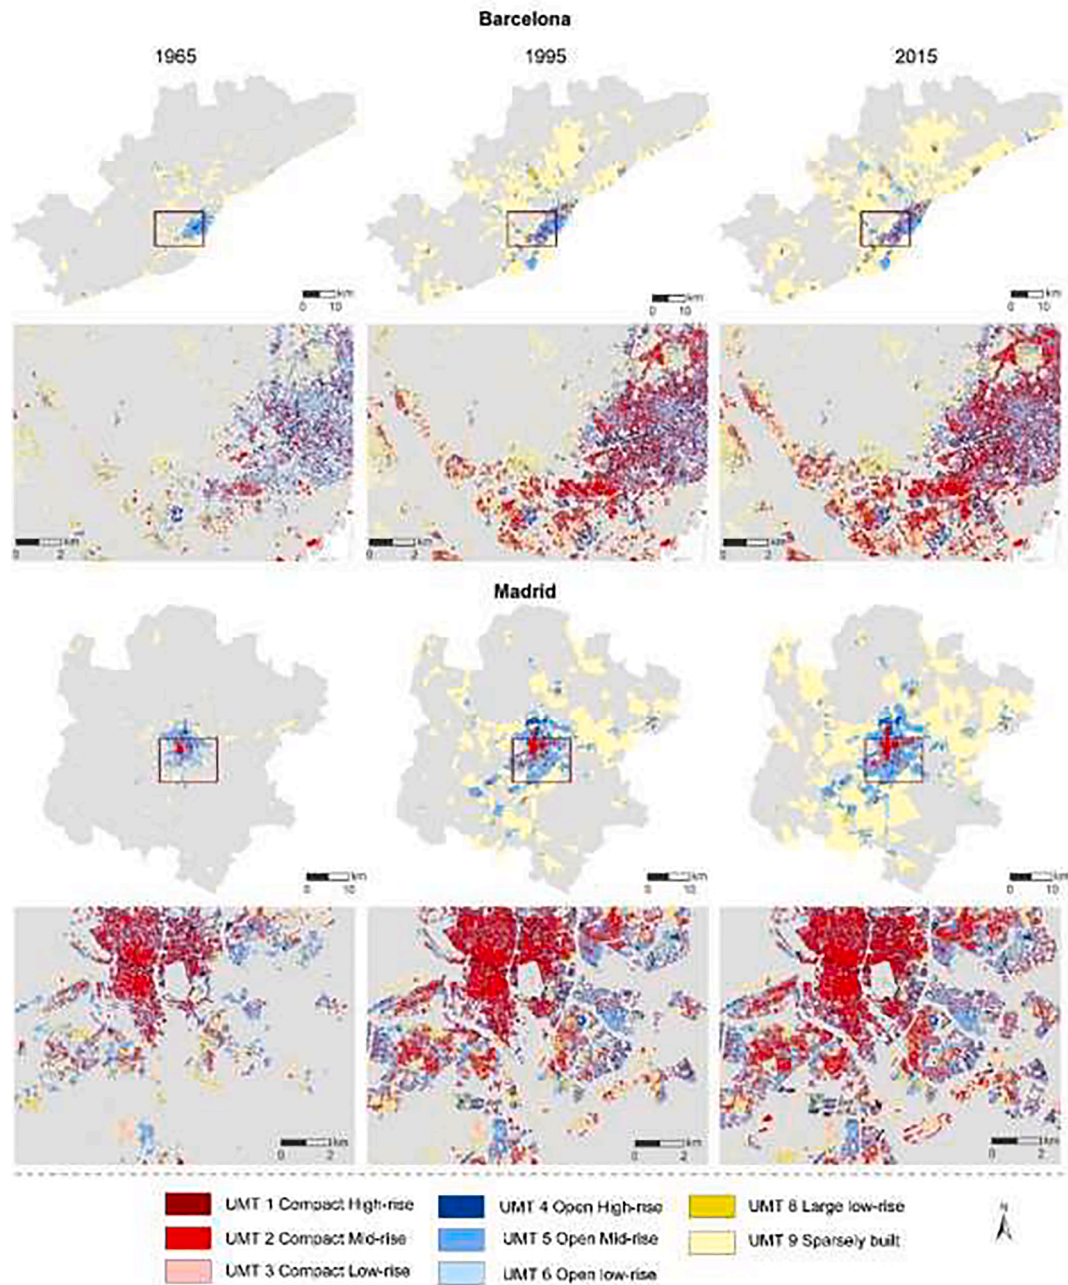 Barcelona
1965 1995 2015
km km km
0 10 0 10 0 10
km km km
0 2 0 2 0 2
Madrid
km km km
0 10 0 10 0 10
km km km
0 2 0 2 0 2
UMT 1 Compact High-rise UMT 4 Open High-rise UMT 8 Large low-rise
UMT 2 Compact Mid-rise UMT 5 Open Mid-rise UMT 9 Sparsely built
UMT 3 Compact Low-rise UMT 6 Open low-rise
N